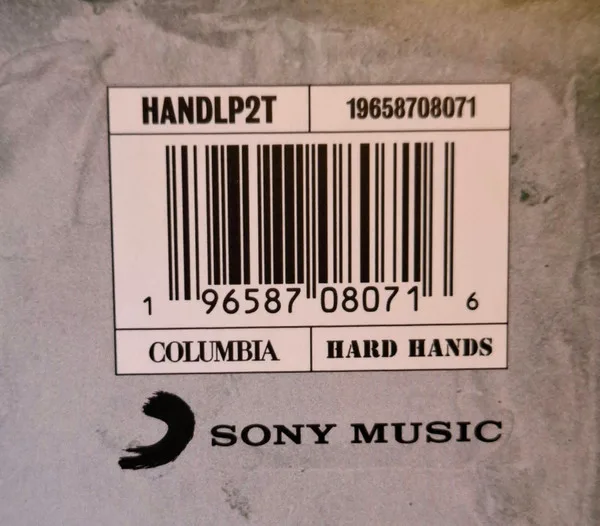 HANDLP2T 19658708071
1 96587 08071 6
COLUMBIA HARD HANDS
SONY MUSIC